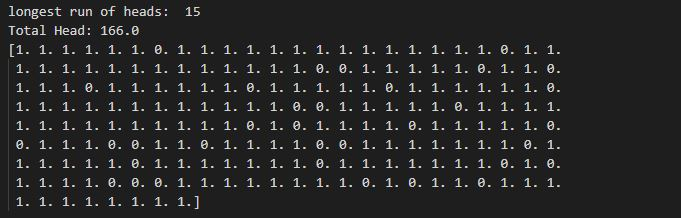 longest run of heads:  15
Total Head: 166.0
[1. 1. 1. 1. 1. 1. 0. 1. 1. 1. 1. 1. 1. 1. 1. 1. 1. 1. 1. 1. 1. 0. 1. 1.
1. 1. 1. 1. 1. 1. 1. 1. 1. 1. 1. 1. 1. 0. 0. 1. 1. 1. 1. 1. 0. 1. 1. 0.
1. 1. 1. 0. 1. 1. 1. 1. 1. 1. 0. 1. 1. 1. 1. 1. 0. 1. 1. 1. 1. 1. 1. 0.
1. 1. 1. 1. 1. 1. 1. 1. 1. 1. 1. 1. 0. 0. 1. 1. 1. 1. 1. 0. 1. 1. 1. 1.
1. 1. 1. 1. 1. 1. 1. 1. 1. 1. 0. 1. 0. 1. 1. 1. 1. 0. 1. 1. 1. 1. 1. 0.
0. 1. 1. 1. 0. 0. 1. 1. 0. 1. 1. 1. 1. 0. 0. 1. 1. 1. 1. 1. 1. 1. 0. 1.
1. 1. 1. 1. 1. 0. 1. 1. 1. 1. 1. 1. 1. 0. 1. 1. 1. 1. 1. 1. 1. 0. 1. 0.
1. 1. 1. 1. 0. 0. 0. 1. 1. 1. 1. 1. 1. 1. 1. 0. 1. 0. 1. 1. 0. 1. 1. 1.
1. 1. 1. 1. 1. 1. 1. 1.]